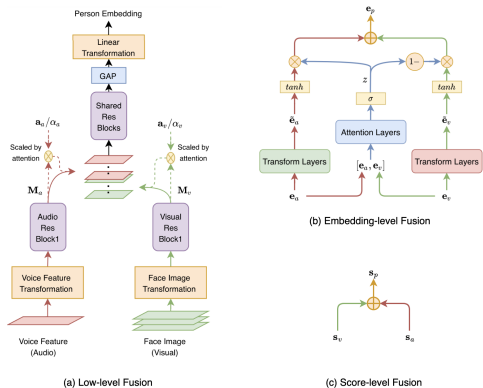 Person Embedding
Linear
Transformation
GAP
Shared
Res
Blocks
a_a/α_a
a_v/α_v
Scaled by
attention
Scaled by
attention
M_a
M_v
Audio
Res
Block1
Visual
Res
Block1
Voice Feature
Transformation
Face Image
Transformation
Voice Feature
(Audio)
Face Image
(Visual)
(a) Low-level Fusion
e_p
z
1−
tanh
σ
tanh
ẽ_a
ẽ_v
Attention Layers
Transform Layers
Transform Layers
[e_a, e_v]
e_a
e_v
(b) Embedding-level Fusion
s_p
s_v
s_a
(c) Score-level Fusion